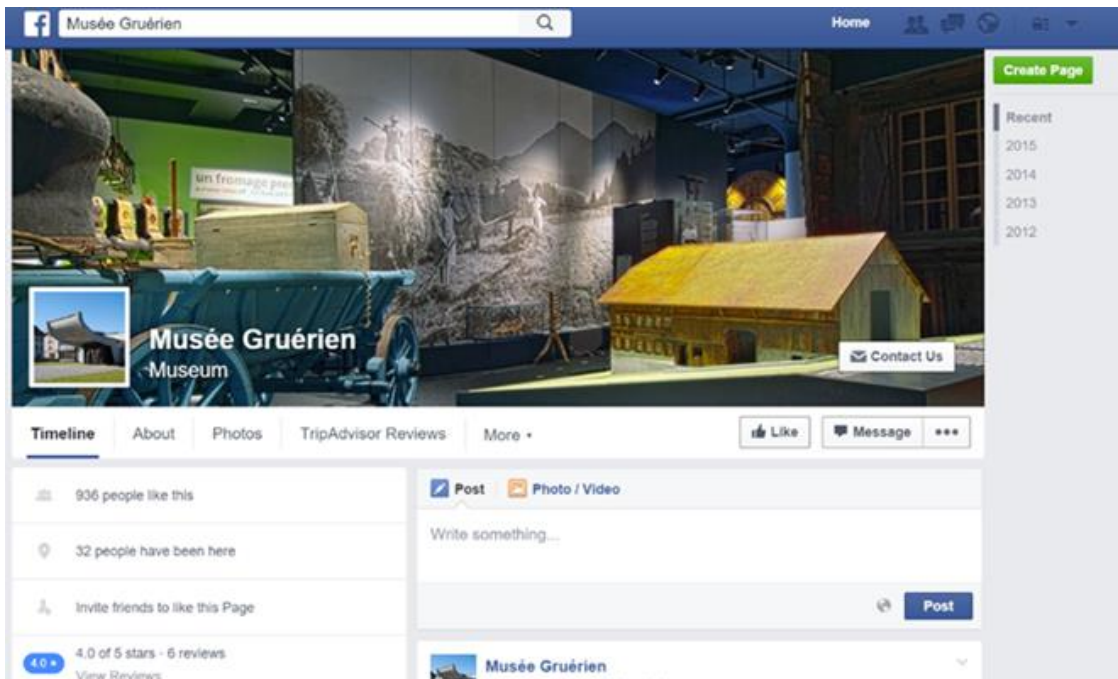 Musée Gruérien
Home
Create Page
Recent
2015
2014
2013
2012
un fromage
Musée Gruérien
Museum
Contact Us
Timeline
About
Photos
TripAdvisor Reviews
More
Like
Message
936 people like this
32 people have been here
Invite friends to like this Page
4.0
4.0 of 5 stars - 6 reviews
View Reviews
Post
Photo / Video
Write something...
Post
Musée Gruérien